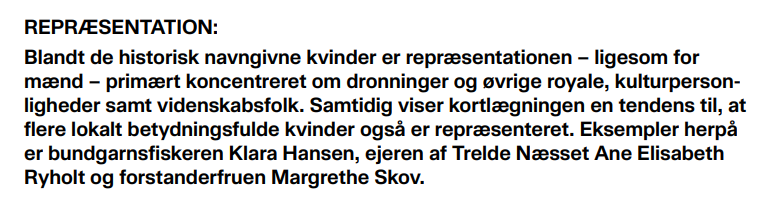 REPRÆSENTATION:
Blandt de historisk navngivne kvinder er repræsentationen – ligesom for
mænd – primært koncentreret om dronninger og øvrige royale, kulturperson-
ligheder samt videnskabsfolk. Samtidig viser kortlægningen en tendens til, at
flere lokalt betydningsfulde kvinder også er repræsenteret. Eksempler herpå
er bundgarnsfiskeren Klara Hansen, ejeren af Trelde Næsset Ane Elisabeth
Ryholt og forstanderfruen Margrethe Skov.